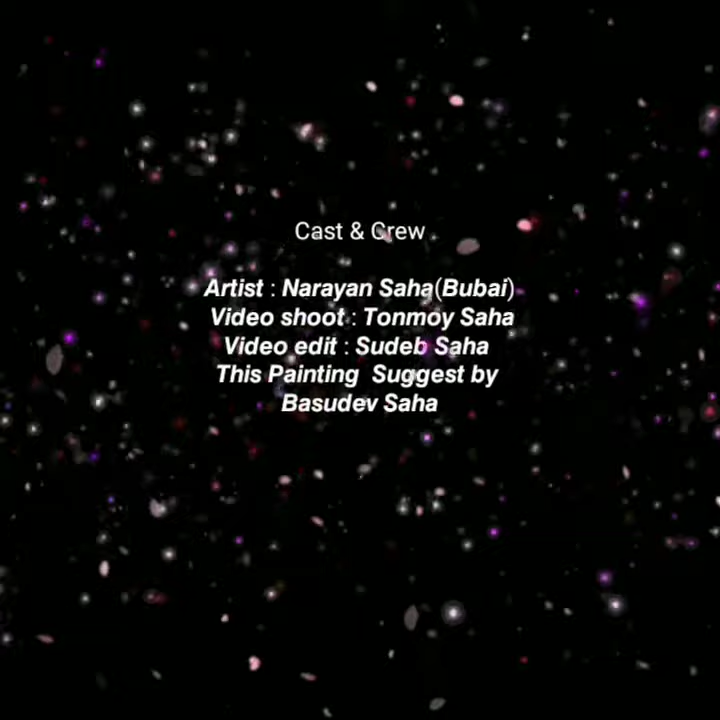 Cast & Crew
Artist : Narayan Saha(Bubai)
Video shoot : Tonmoy Saha
Video edit : Sudeb Saha
This Painting  Suggest by
Basudev Saha